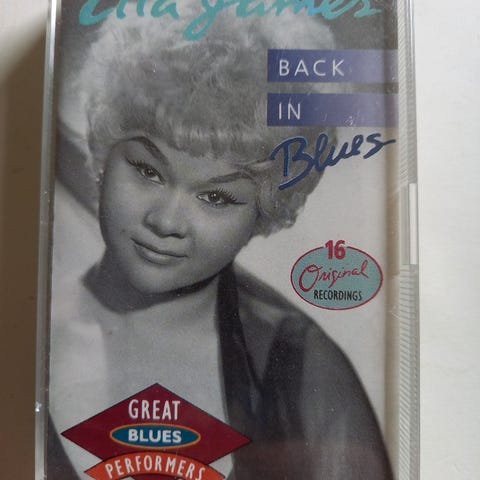 Etta James
BACK
IN
Blues
16
Original
RECORDINGS
GREAT
BLUES
PERFORMERS